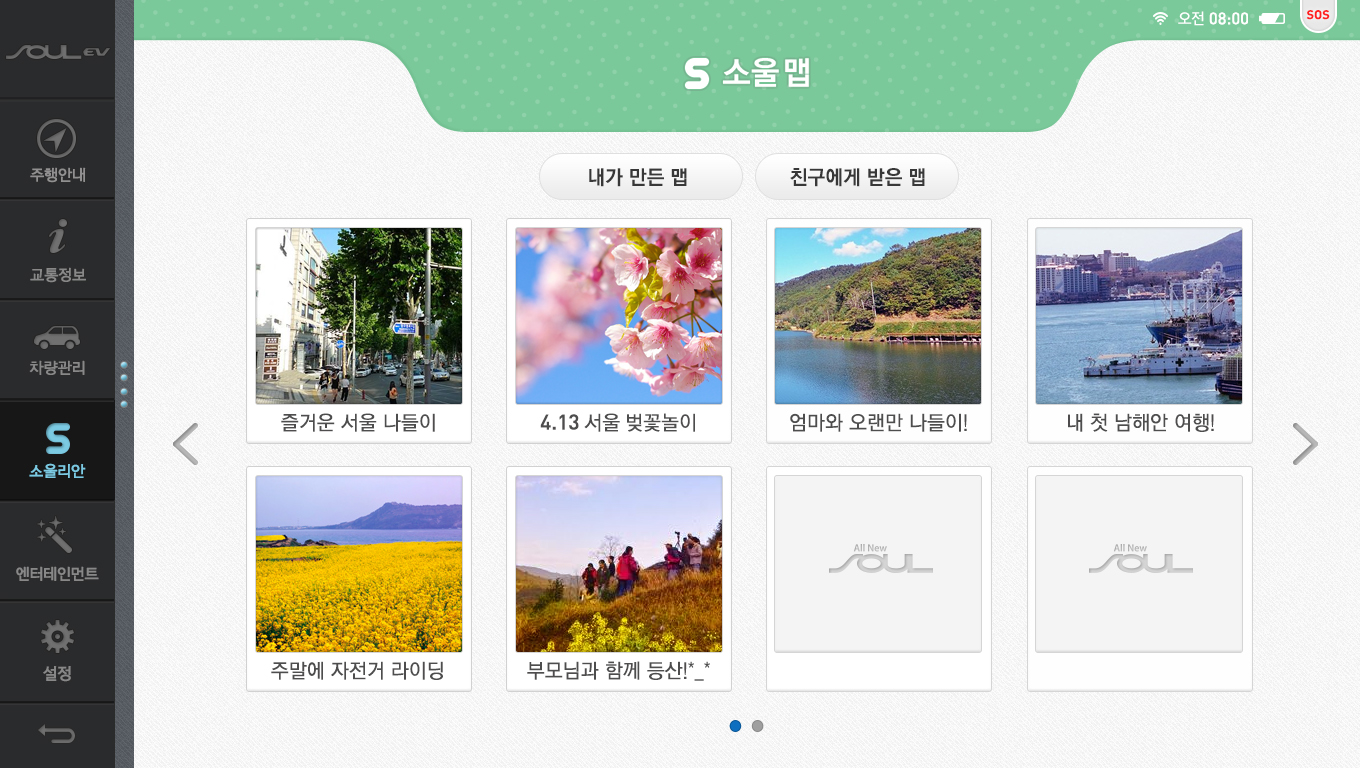 SOUL EV
오전 08:00
SOS
S 소울맵
주행안내
교통정보
차량관리
S
소울리안
엔터테인먼트
설정
내가 만든 맵
친구에게 받은 맵
즐거운 서울 나들이
4.13 서울 벚꽃놀이
엄마와 오랜만 나들이!
내 첫 남해안 여행!
주말에 자전거 라이딩
부모님과 함께 등산!*_*
All New
SOUL
All New
SOUL